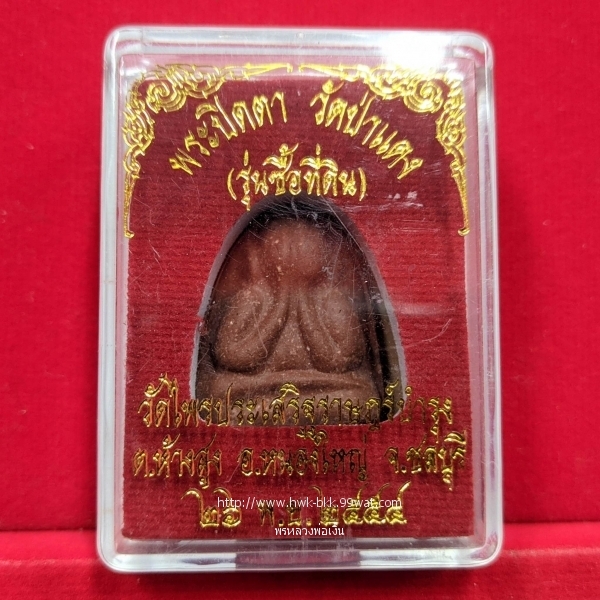 พระปิดตา วัดป่าแดง
(รุ่นซื้อที่ดิน)
วัดไพรประเสริฐราษฎร์บำรุง
ต.ห้างสูง อ.หนองใหญ่ จ.ชลบุรี
http://www.hwk-bkk.99wat.com
๒๖ พ.ย. ๒๕๕๔
พรหลวงพ่อเงิน